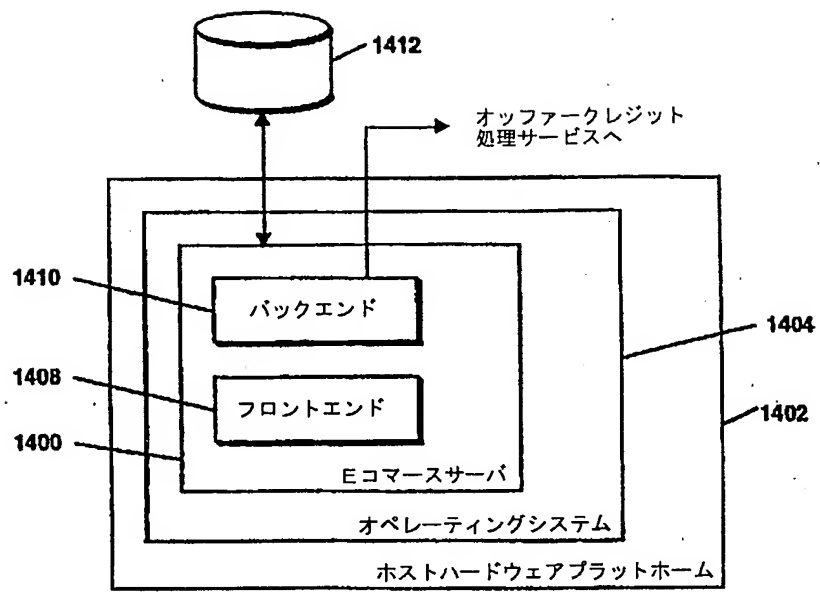 1412
オッファークレジット
処理サービスへ
1410
バックエンド
1404
1408
フロントエンド
1402
1400
Eコマースサーバ
オペレーティングシステム
ホストハードウェアプラットホーム